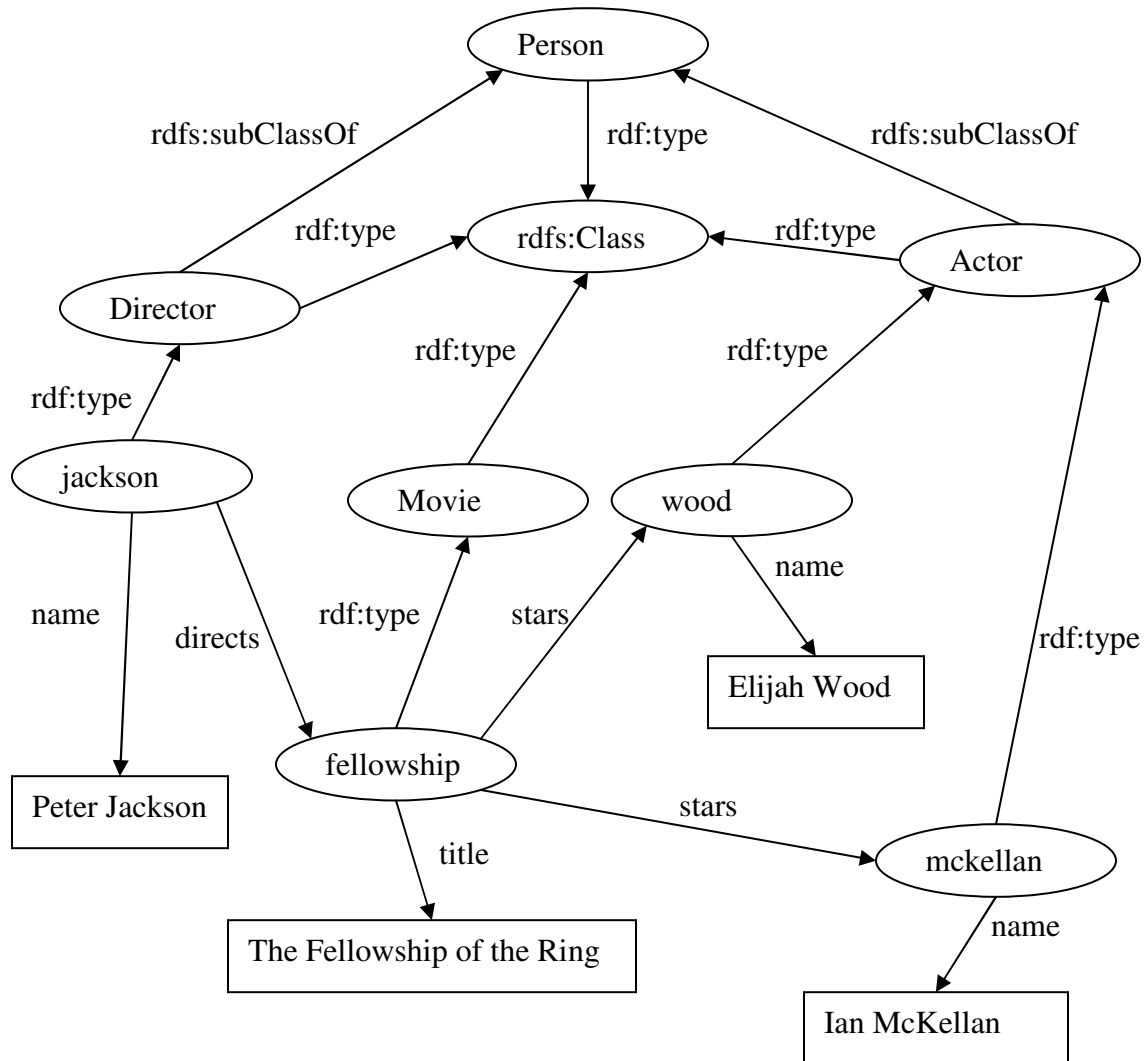 Person
rdfs:subClassOf
rdf:type
rdfs:subClassOf
rdf:type
rdfs:Class
rdf:type
Actor
Director
rdf:type
rdf:type
rdf:type
jackson
Movie
wood
name
name
directs
rdf:type
stars
rdf:type
Elijah Wood
fellowship
Peter Jackson
stars
title
mckellan
name
The Fellowship of the Ring
Ian McKellan